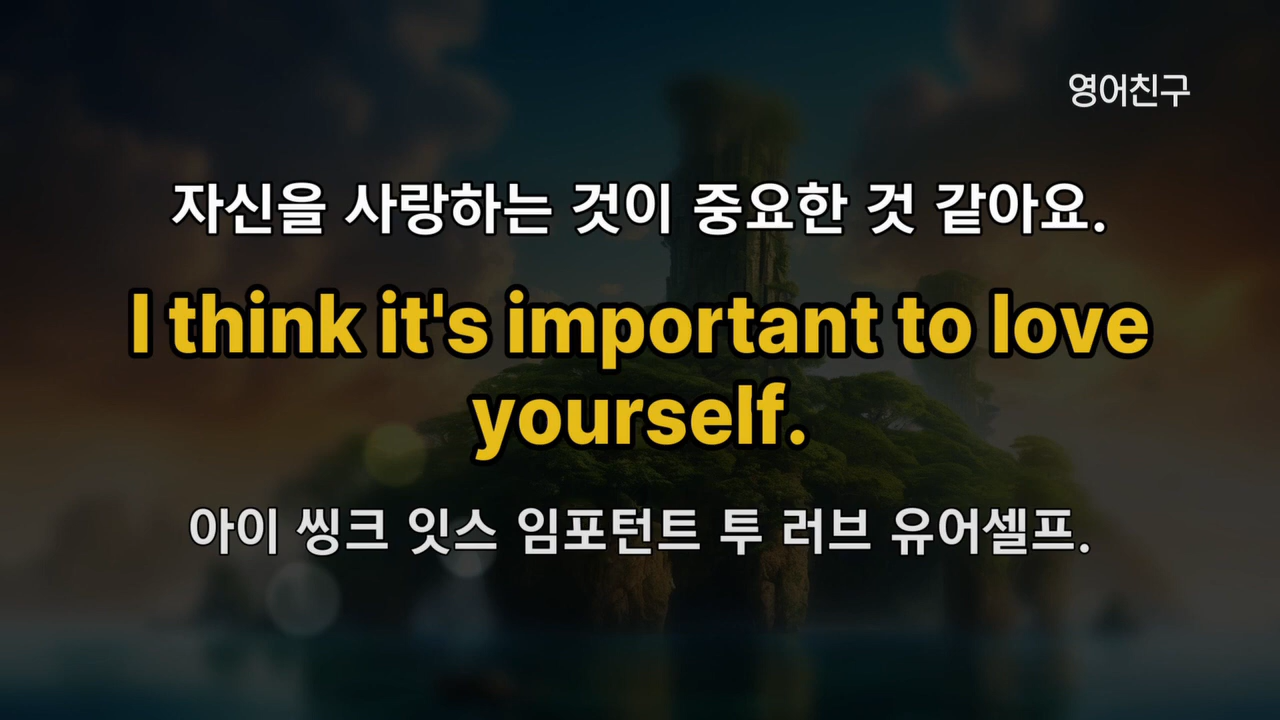 영어친구
자신을 사랑하는 것이 중요한 것 같아요.
I think it's important to love
yourself.
아이 씽크 잇스 임포턴트 투 러브 유어셀프.